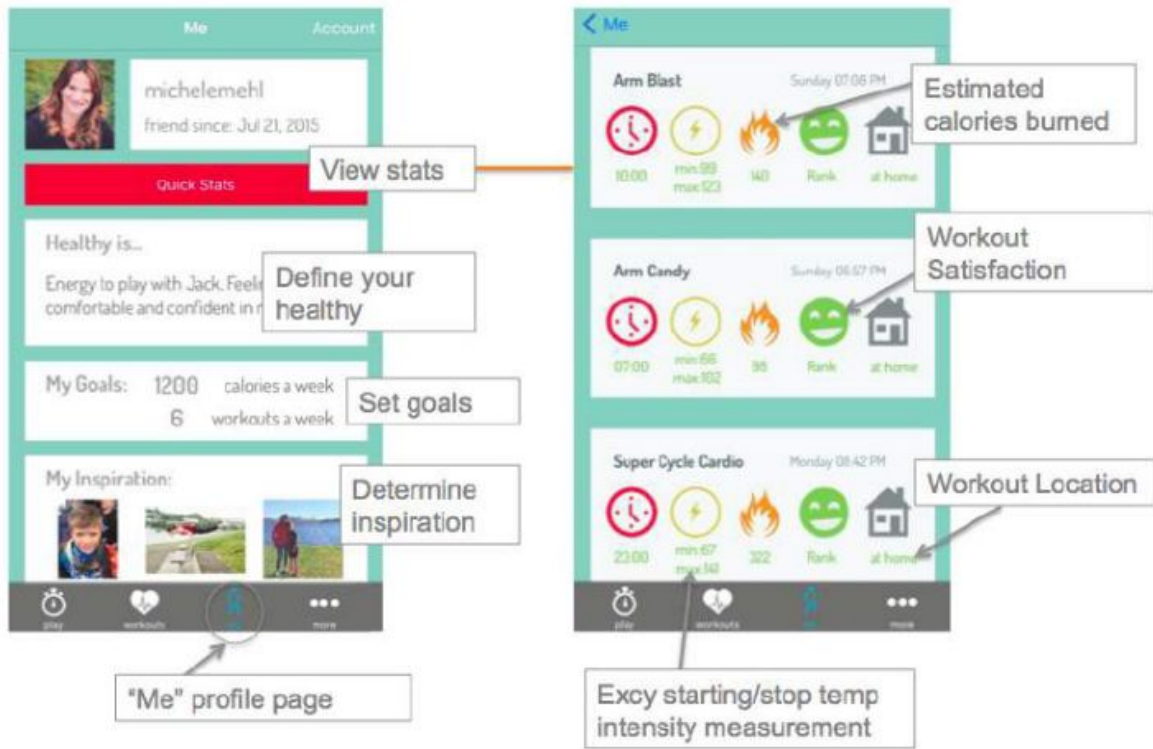 Me
Account
michelemehl
friend since: Jul 21, 2015
View stats
Quick Stats
Healthy is...
Energy to play with Jack. Feeli
comfortable and confident in
Define your
healthy
My Goals: 1200 calories a week
6 workouts a week
Set goals
My Inspiration:
Determine
inspiration
play
workouts
more
"Me" profile page
Me
Arm Blast
Sunday 07:08 PM
Estimated
calories burned
10:00
min:99
max:123
140
Rank
at home
Arm Candy
Sunday 06:57 PM
Workout
Satisfaction
07:00
min:66
max:102
98
Rank
at home
Super Cycle Cardio
Monday 08:42 PM
Workout Location
23:00
min:67
max:141
322
Rank
at home
play
workouts
more
Excy starting/stop temp
intensity measurement